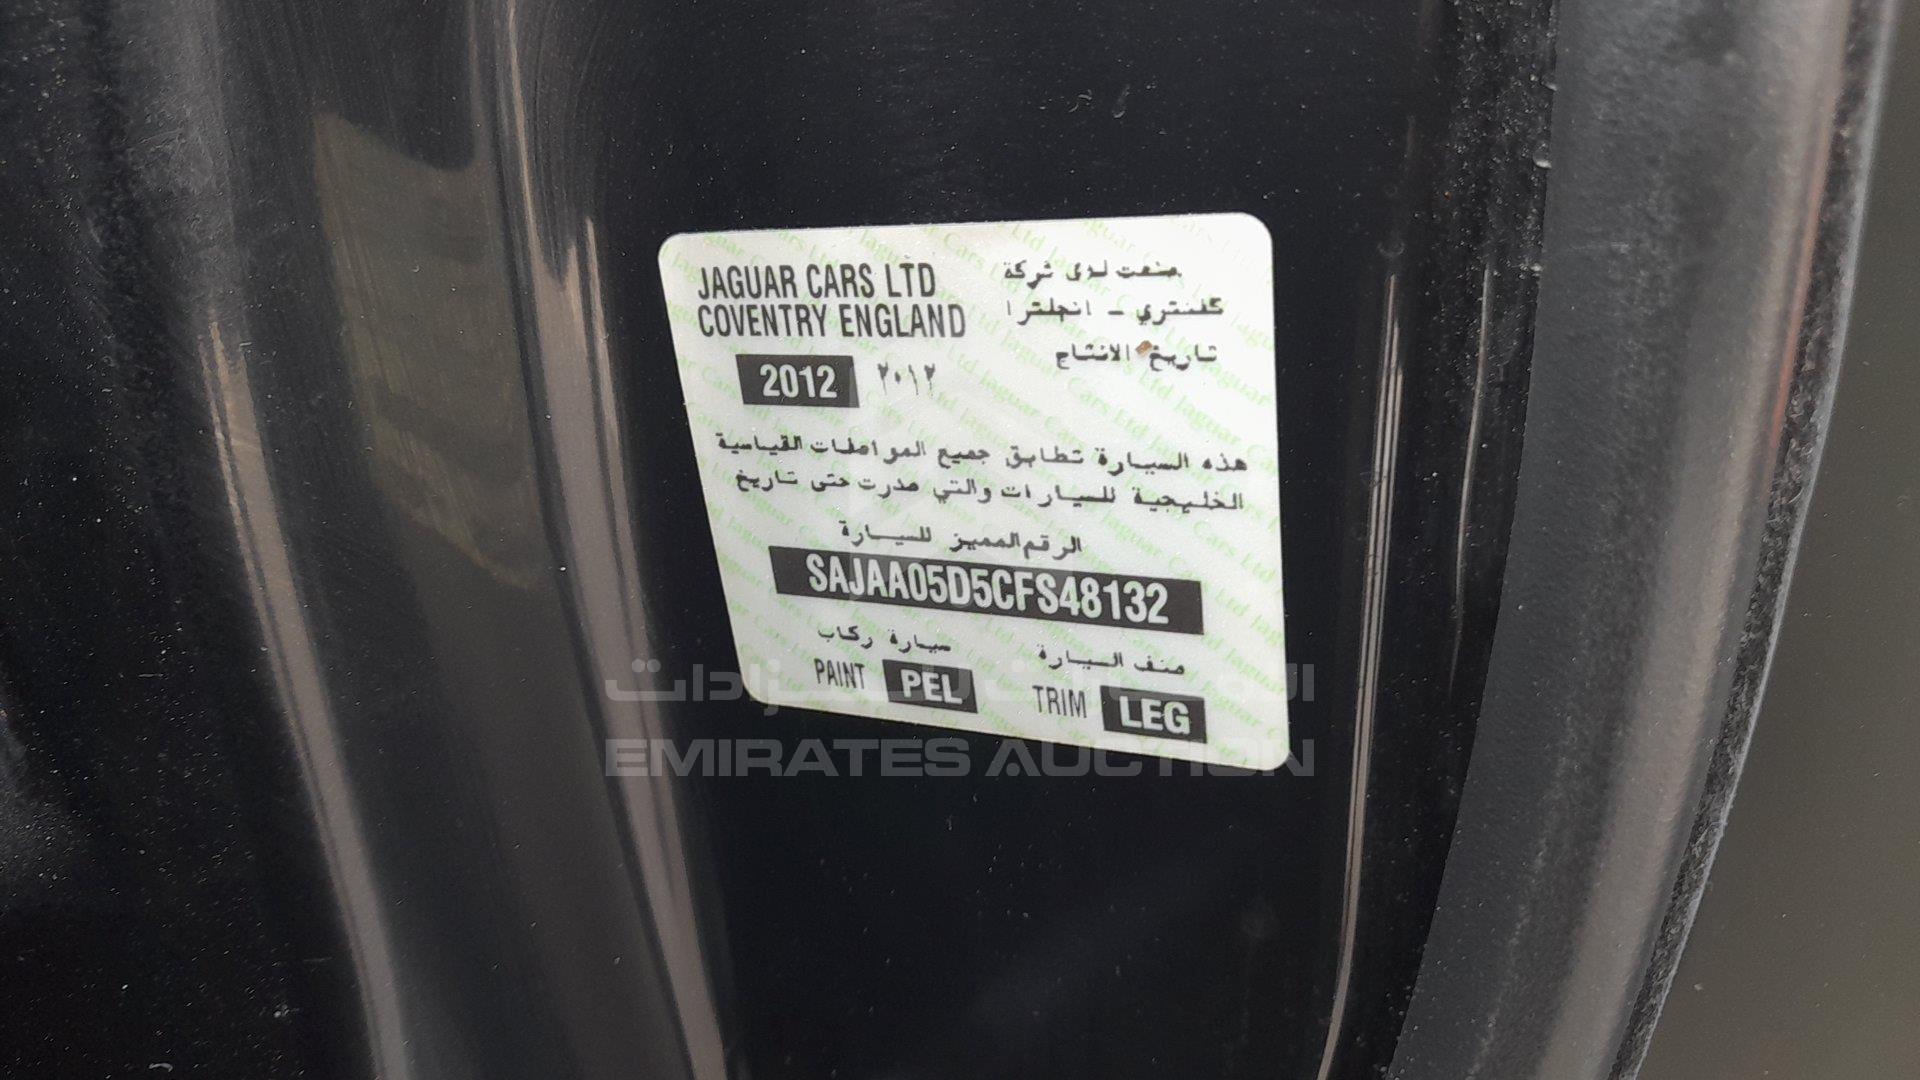 JAGUAR CARS LTD
صنعت لدى شركة
COVENTRY ENGLAND
كفنتري - انجلترا
تاريخ الانتاج
2012 ٢٠١٢
هذه السيارة تطابق جميع المواصفات القياسية
الخليجية للسيارات والتي صدرت حتى تاريخ
الرقم المميز للسيارة
SAJAA05D5CFS48132
صنف السيارة سيارة ركاب
PAINT PEL TRIM LEG
الإمارات للمزادات
EMIRATES AUCTION